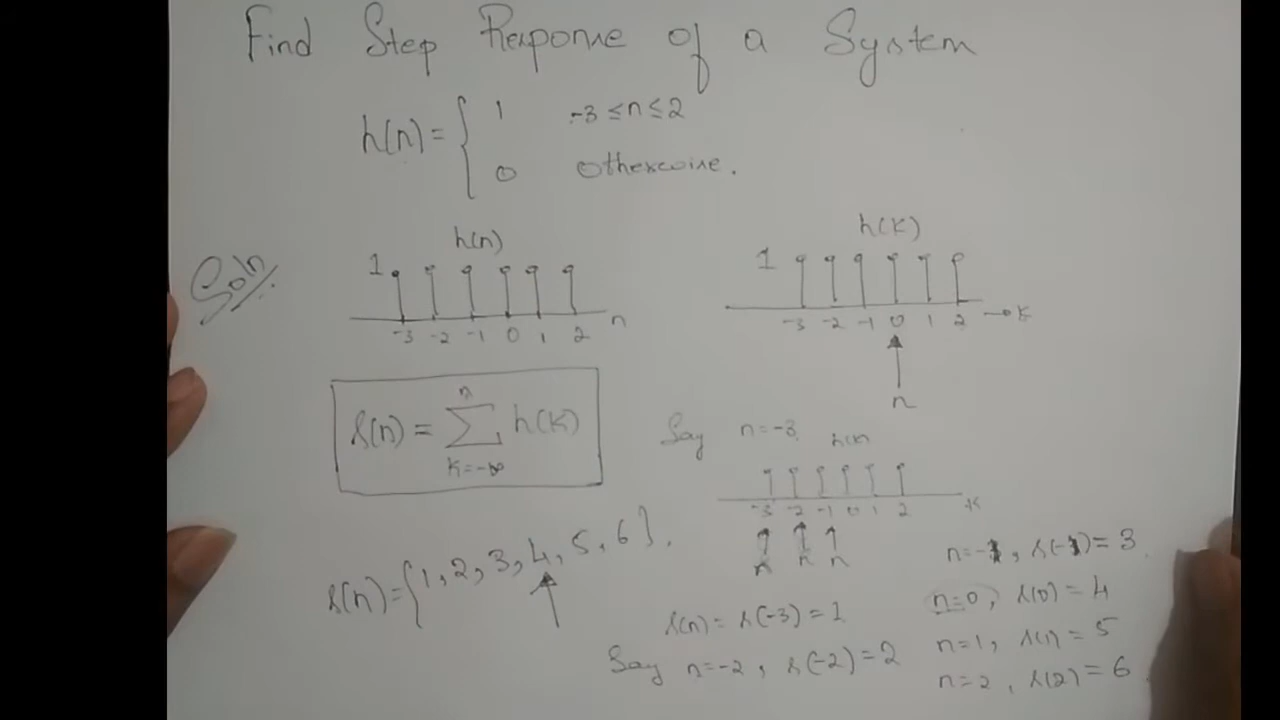 Find Step Response of a System
h(n) = { 1 -3 ≤ n ≤ 2
0 otherwise.
Soln
h(n)
1
-3 -2 -1 0 1 2 n
h(k)
1
-3 -2 -1 0 1 2 → k
n
s(n) = ∑ h(k)
n
k=-∞
Say n=-3
h(k)
-3 -2 -1 0 1 2 k
n n n
s(n)={1, 2, 3, 4, 5, 6}.
s(n) = s(-3) = 1
Say n=-2, s(-2)=2
n=-1, s(-1)= 3
n=0, s(0) = 4
n=1, s(1) = 5
n=2, s(2) = 6